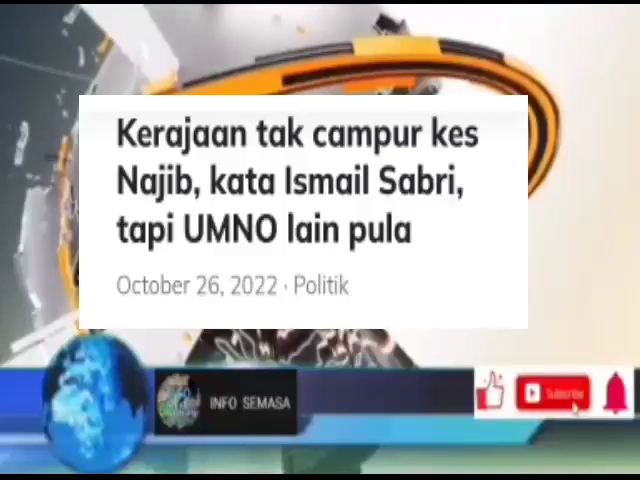 Kerajaan tak campur kes
Najib, kata Ismail Sabri,
tapi UMNO lain pula
October 26, 2022 · Politik
INFO SEMASA
Subscribe